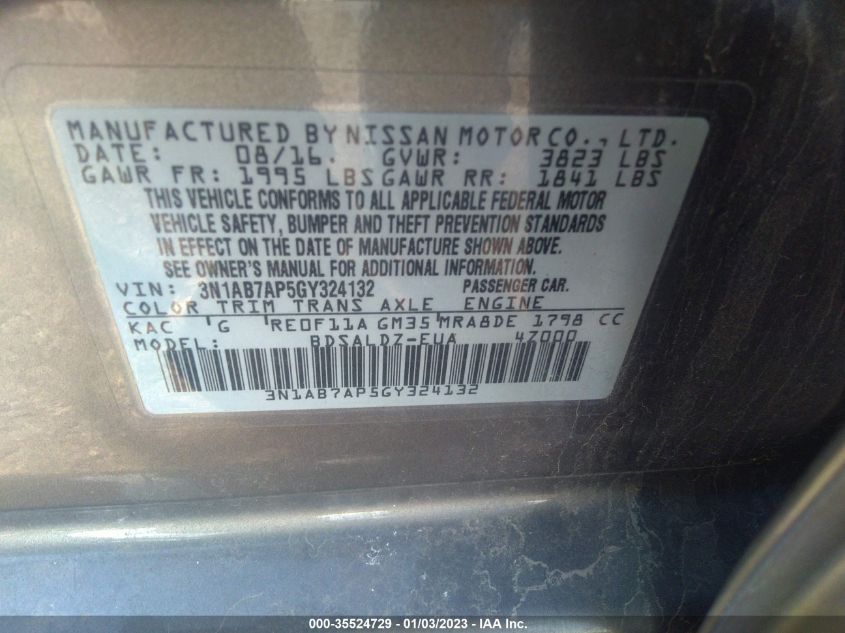 MANUFACTURED BY NISSAN MOTOR CO., LTD.
DATE: 08/16. GVWR: 3823 LBS
GAWR FR: 1995 LBS GAWR RR: 1841 LBS
THIS VEHICLE CONFORMS TO ALL APPLICABLE FEDERAL MOTOR
VEHICLE SAFETY, BUMPER AND THEFT PREVENTION STANDARDS
IN EFFECT ON THE DATE OF MANUFACTURE SHOWN ABOVE.
SEE OWNER'S MANUAL FOR ADDITIONAL INFORMATION.
VIN: 3N1AB7AP5GY324132 PASSENGER CAR.
COLOR TRIM TRANS AXLE ENGINE
KAC 'G 'RE0F11A GM35 MRA8DE 1798 CC
MODEL: BDSALDZ-EUA 4Z000
3N1AB7AP5GY324132
000-35524729 - 01/03/2023 - IAA Inc.